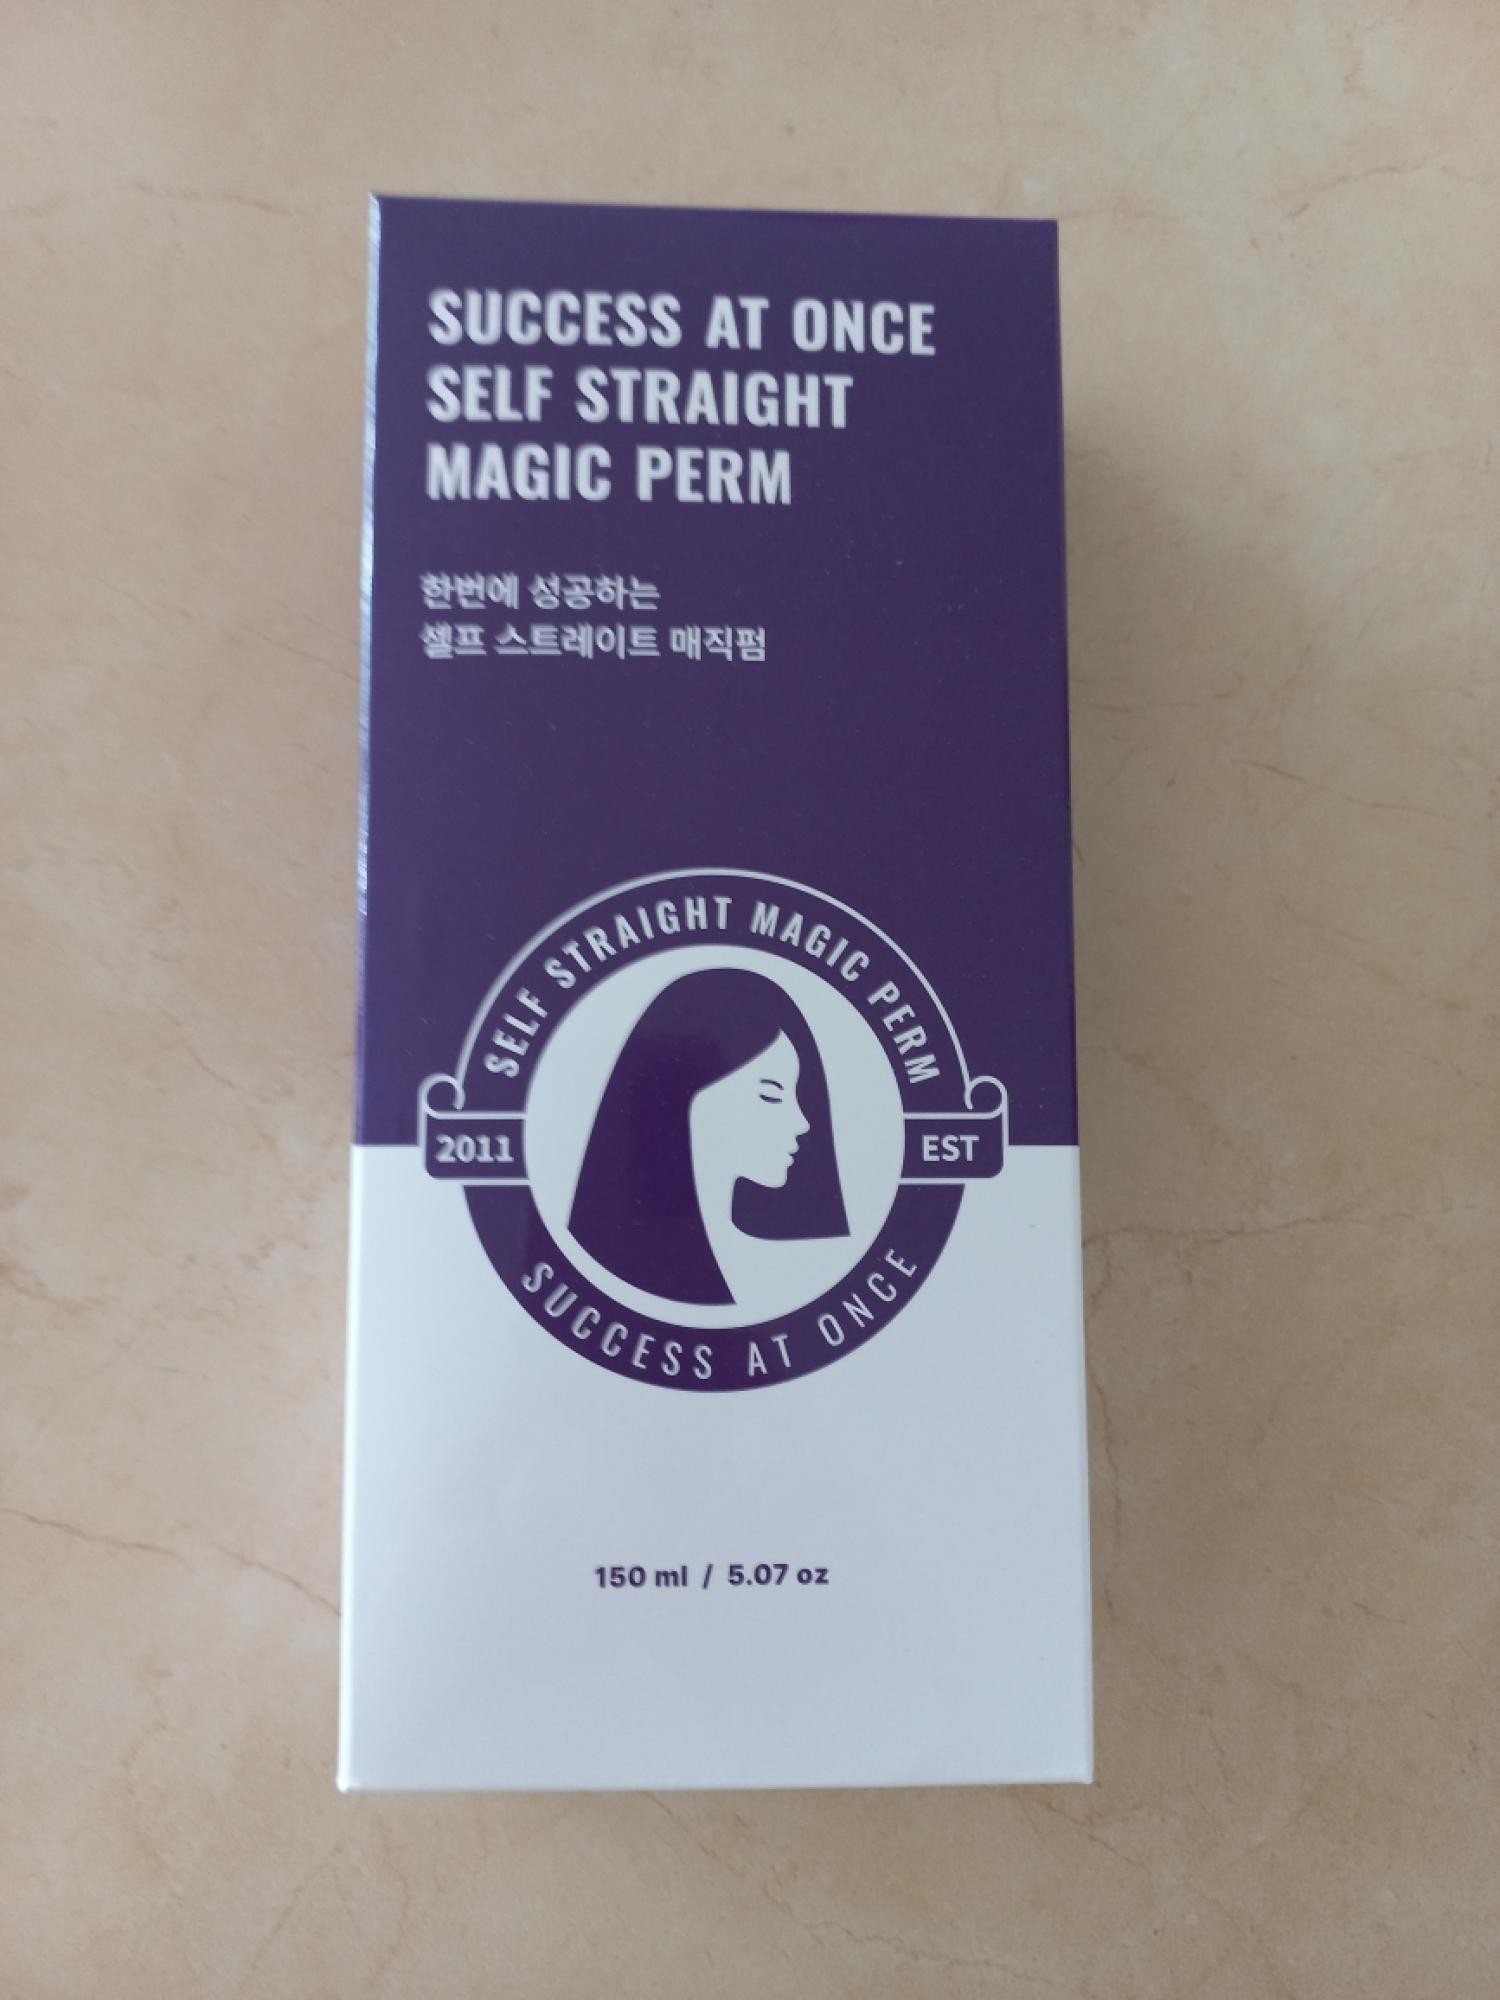 SUCCESS AT ONCE
SELF STRAIGHT
MAGIC PERM
한번에 성공하는
셀프 스트레이트 매직펌
SELF STRAIGHT MAGIC PERM
2011
EST
SUCCESS AT ONCE
150 ml / 5.07 oz